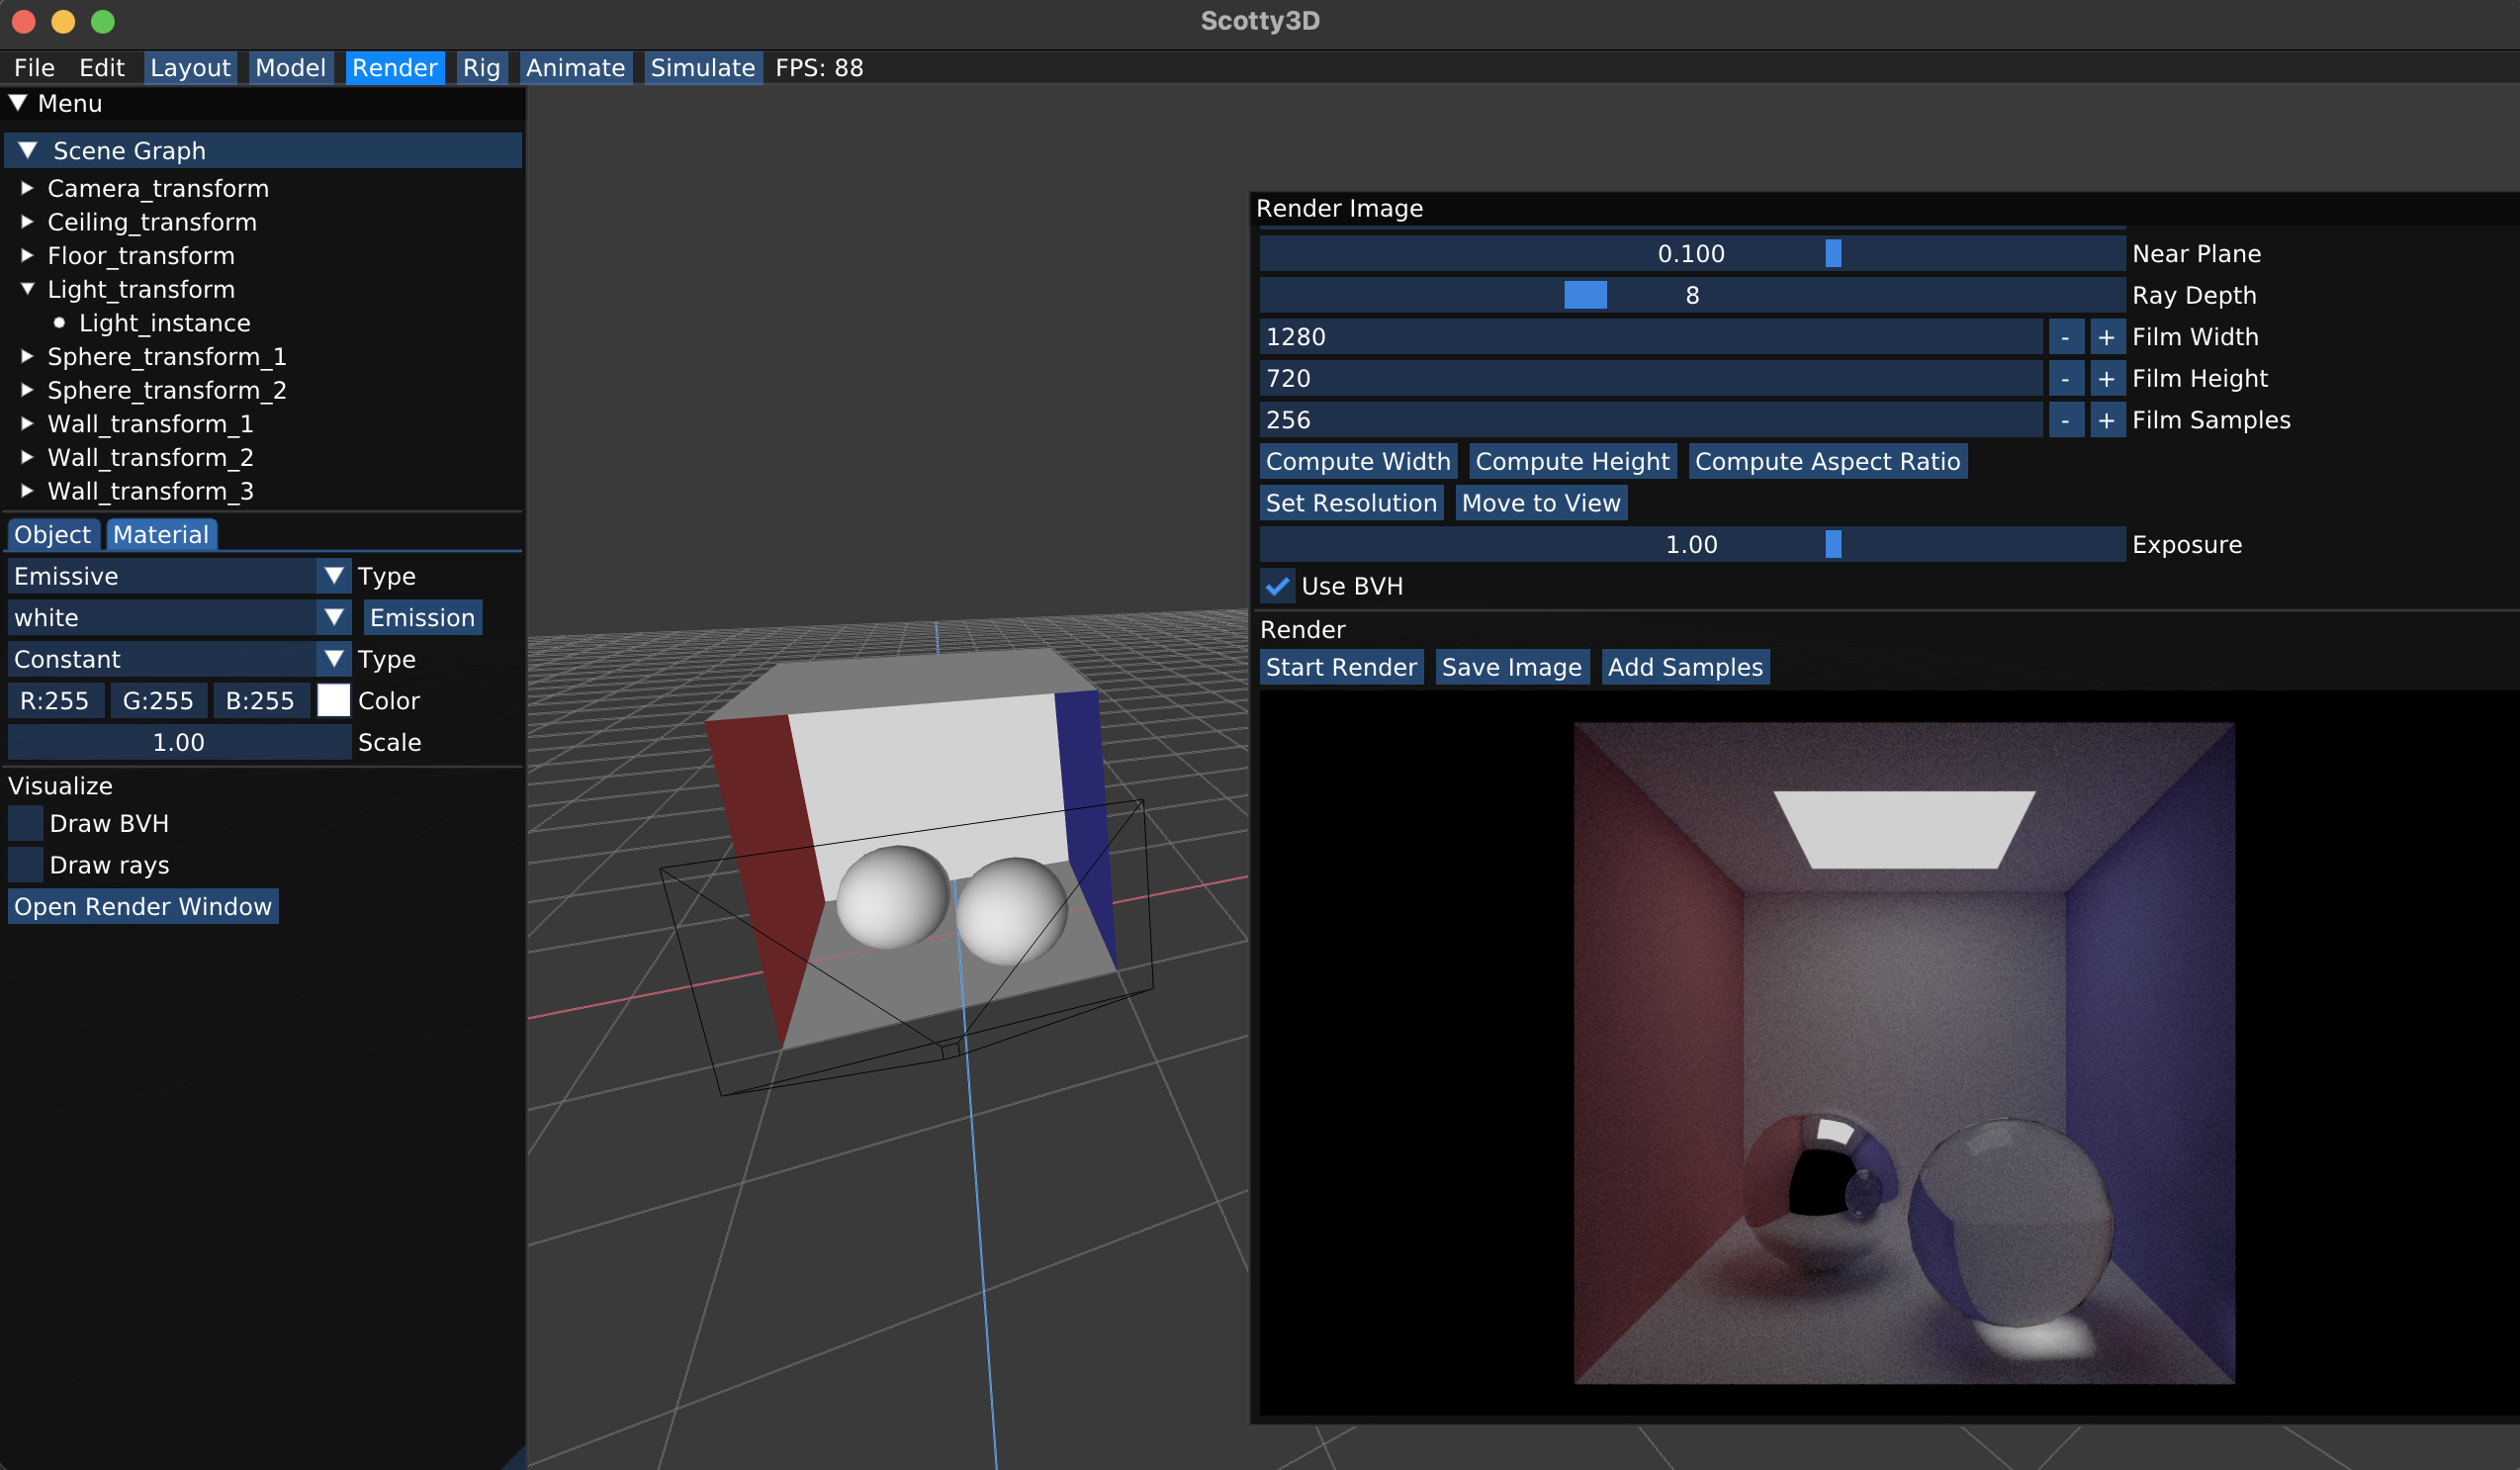 Scotty3D
File Edit Layout Model Render Rig Animate Simulate FPS: 88
Menu
Scene Graph
Camera_transform
Ceiling_transform
Floor_transform
Light_transform
Light_instance
Sphere_transform_1
Sphere_transform_2
Wall_transform_1
Wall_transform_2
Wall_transform_3
Object Material
Emissive Type
white Emission
Constant Type
R:255 G:255 B:255 Color
1.00 Scale
Visualize
Draw BVH
Draw rays
Open Render Window
Render Image
0.100 Near Plane
8 Ray Depth
1280 - + Film Width
720 - + Film Height
256 - + Film Samples
Compute Width Compute Height Compute Aspect Ratio
Set Resolution Move to View
1.00 Exposure
Use BVH
Render
Start Render Save Image Add Samples